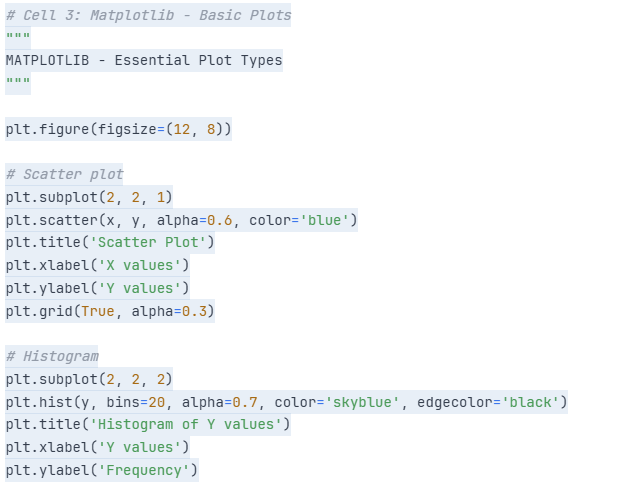 # Cell 3: Matplotlib - Basic Plots
"""
MATPLOTLIB - Essential Plot Types
"""
plt.figure(figsize=(12, 8))
# Scatter plot
plt.subplot(2, 2, 1)
plt.scatter(x, y, alpha=0.6, color='blue')
plt.title('Scatter Plot')
plt.xlabel('X values')
plt.ylabel('Y values')
plt.grid(True, alpha=0.3)
# Histogram
plt.subplot(2, 2, 2)
plt.hist(y, bins=20, alpha=0.7, color='skyblue', edgecolor='black')
plt.title('Histogram of Y values')
plt.xlabel('Y values')
plt.ylabel('Frequency')